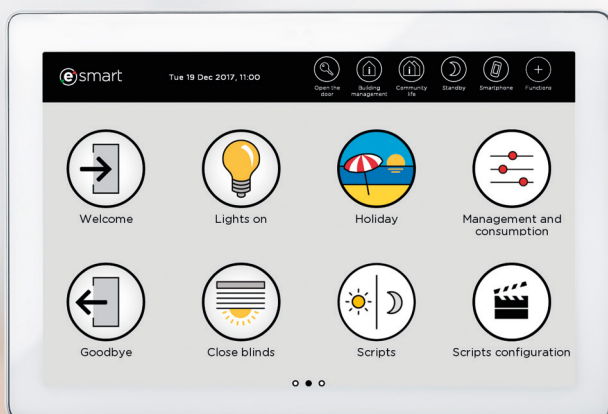 esmart
Tue 19 Dec 2017, 11:00
Open the
door
Building
management
Community
life
Standby
Smartphone
Functions
Welcome
Lights on
Holiday
Management and
consumption
Goodbye
Close blinds
Scripts
Scripts configuration